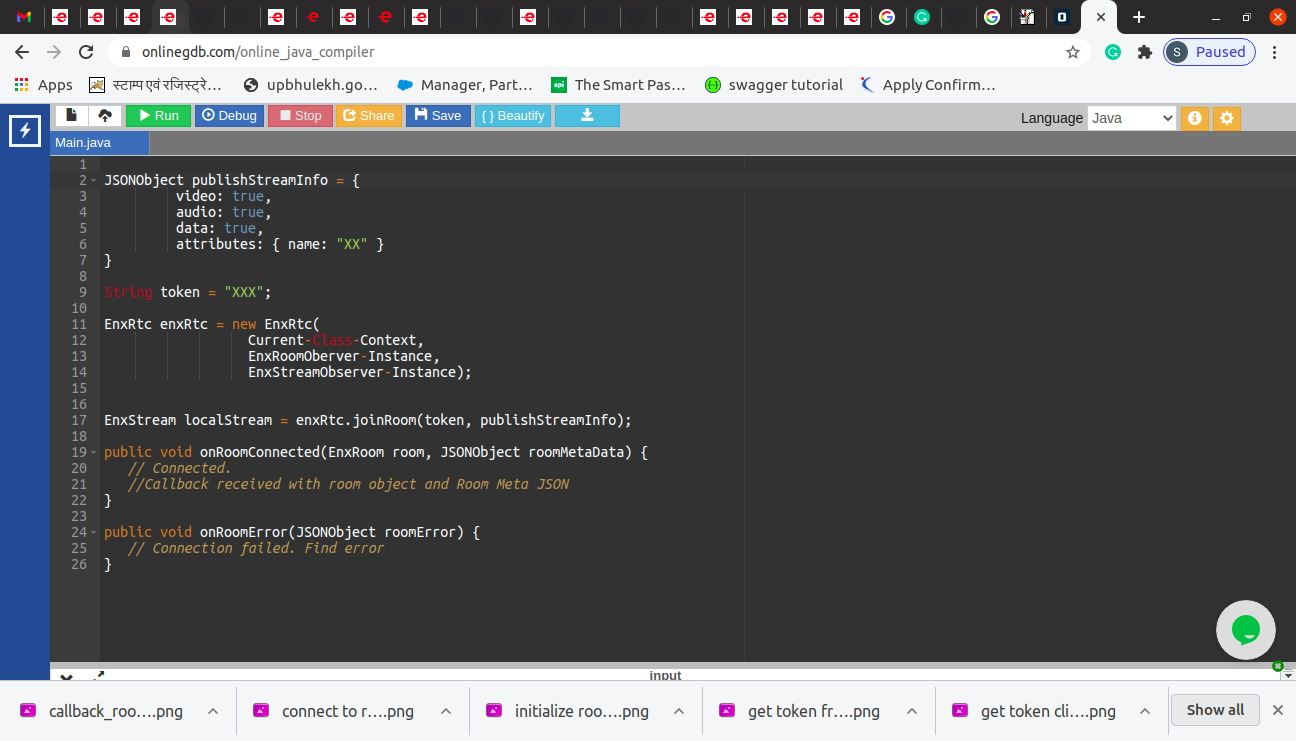 onlinegdb.com/online_java_compiler
S Paused
Apps स्टाम्प एवं रजिस्ट्रे... upbhulekh.go... Manager, Part... The Smart Pas... swagger tutorial Apply Confirm...
Run Debug Stop Share Save { } Beautify Language Java
Main.java
1
2 JSONObject publishStreamInfo = {
3 video: true,
4 audio: true,
5 data: true,
6 attributes: { name: "XX" }
7 }
8
9 String token = "XXX";
10
11 EnxRtc enxRtc = new EnxRtc(
12 Current-Class-Context,
13 EnxRoomOberver-Instance,
14 EnxStreamObserver-Instance);
15
16
17 EnxStream localStream = enxRtc.joinRoom(token, publishStreamInfo);
18
19 public void onRoomConnected(EnxRoom room, JSONObject roomMetaData) {
20 // Connected.
21 //Callback received with room object and Room Meta JSON
22 }
23
24 public void onRoomError(JSONObject roomError) {
25 // Connection failed. Find error
26 }
input
callback_roo....png connect to r....png initialize roo....png get token fr....png get token cli....png Show all